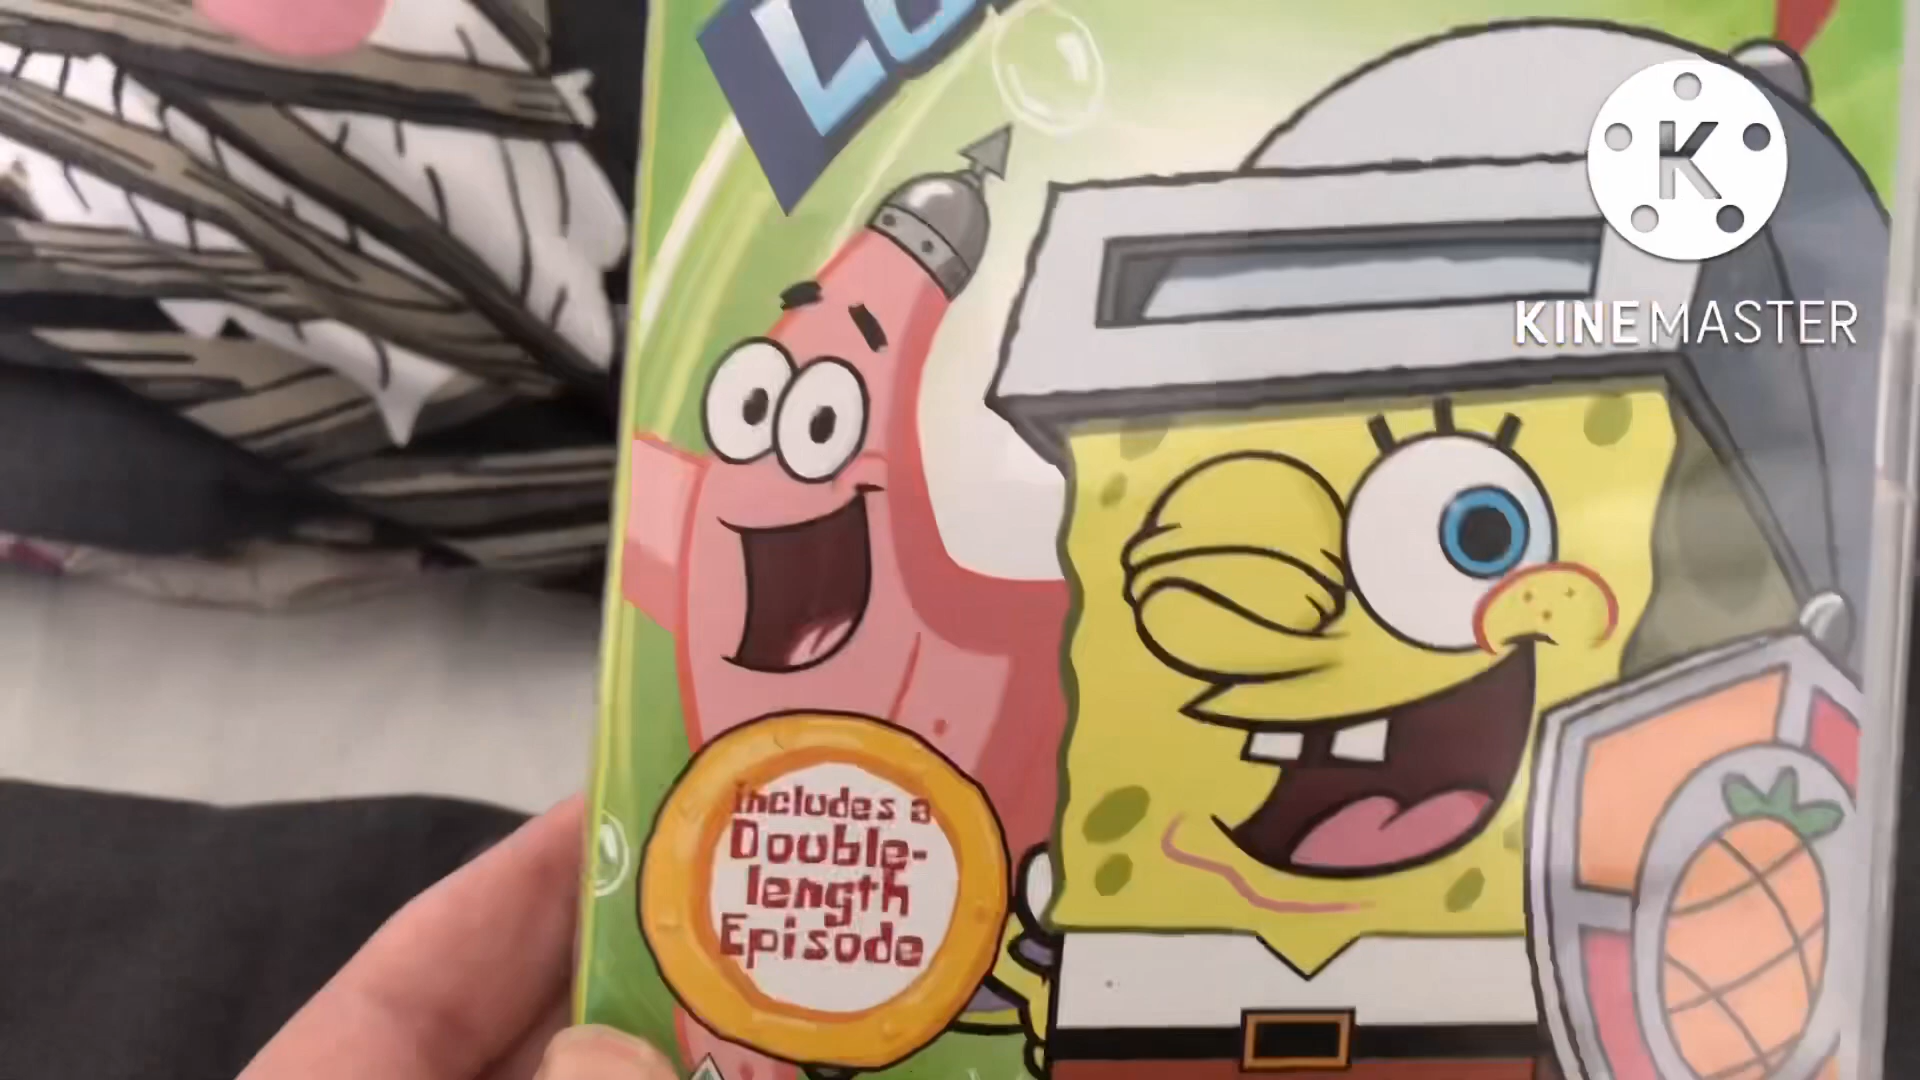 K
KINEMASTER
includes a
Double-
length
Episode